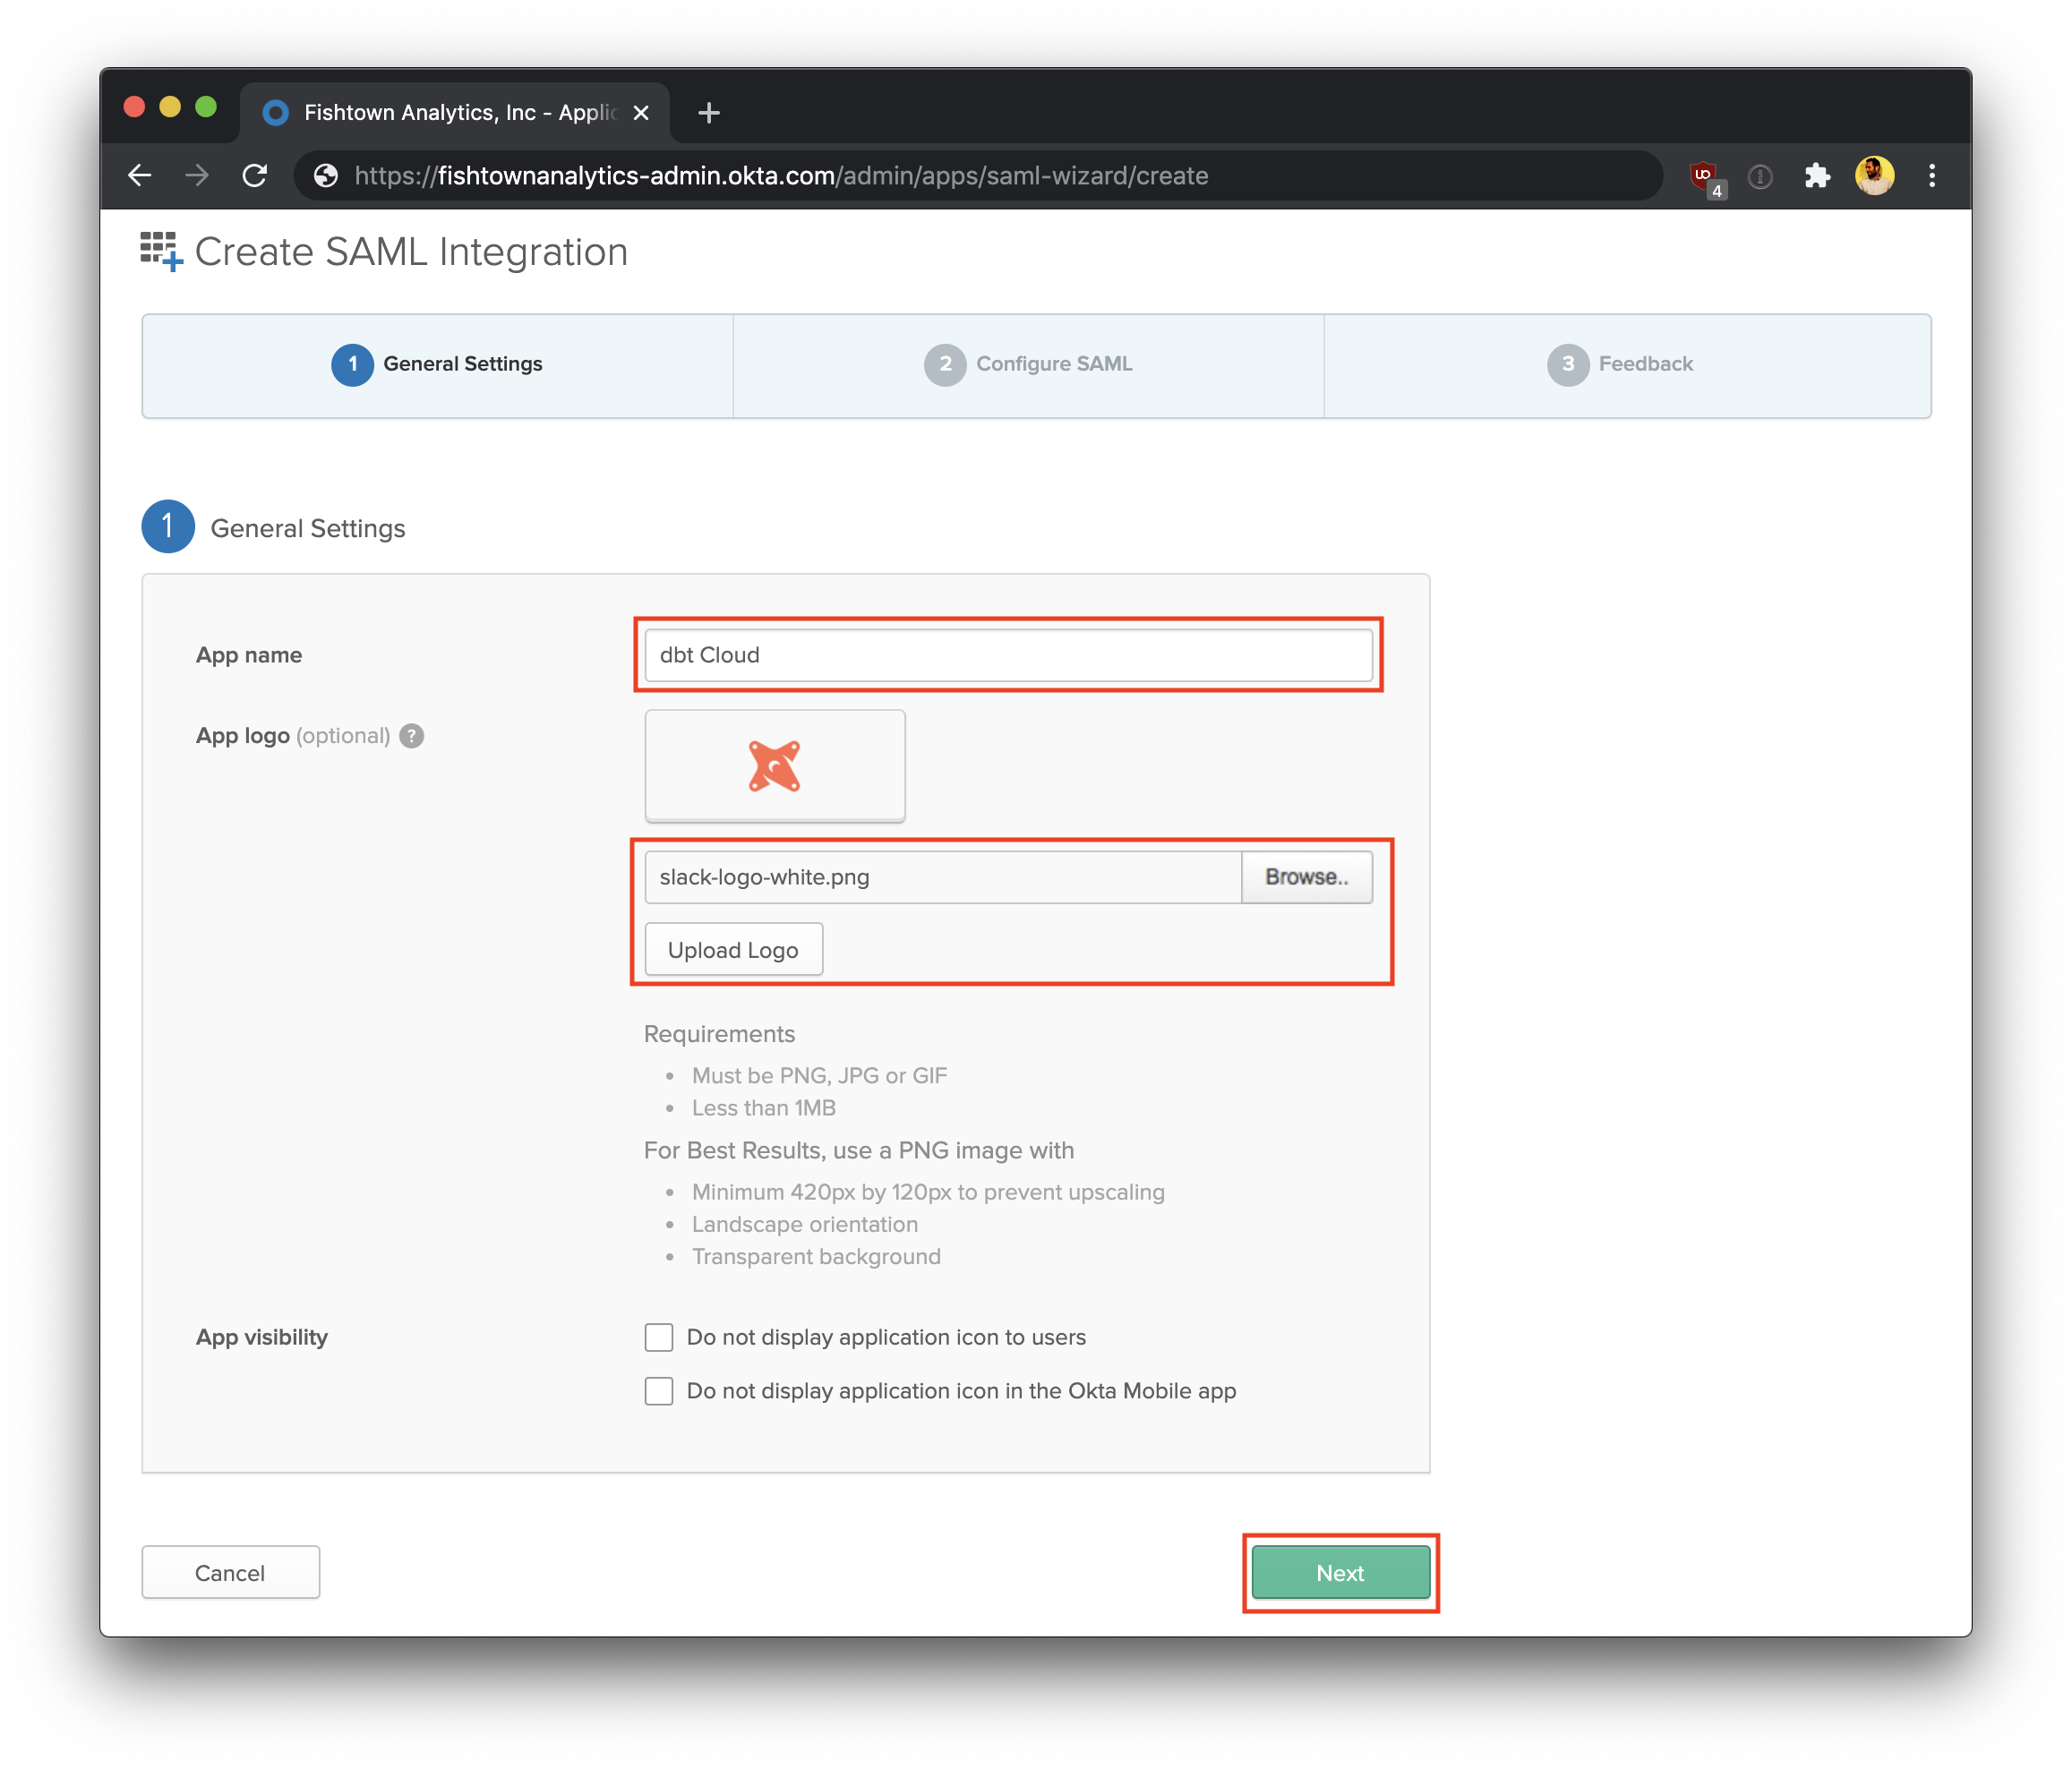 Fishtown Analytics, Inc - Applic
https://fishtownanalytics-admin.okta.com/admin/apps/saml-wizard/create
4
Create SAML Integration
1 General Settings
2 Configure SAML
3 Feedback
1 General Settings
App name
dbt Cloud
App logo (optional) ?
slack-logo-white.png
Browse..
Upload Logo
Requirements
• Must be PNG, JPG or GIF
• Less than 1MB
For Best Results, use a PNG image with
• Minimum 420px by 120px to prevent upscaling
• Landscape orientation
• Transparent background
App visibility
Do not display application icon to users
Do not display application icon in the Okta Mobile app
Cancel
Next